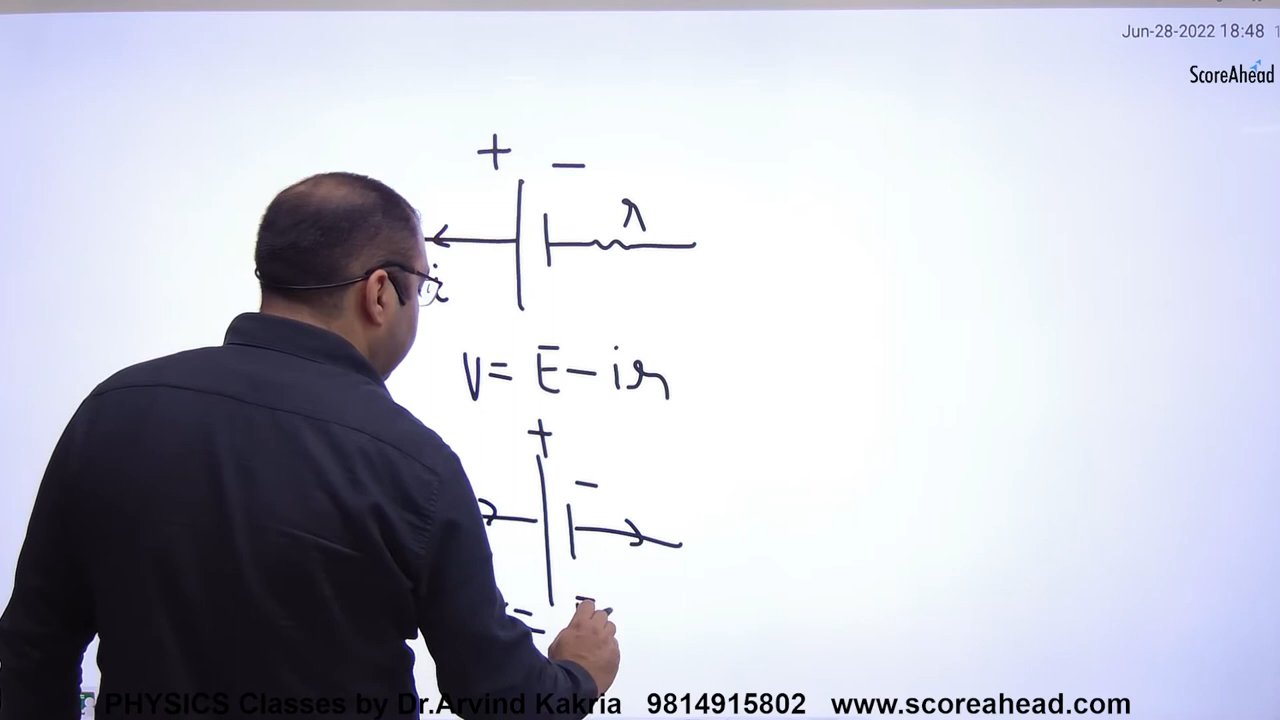 Jun-28-2022 18:48
ScoreAhead
+ −
r
i
V = E − ir
+
−
=
PHYSICS Classes by Dr.Arvind Kakria 9814915802 www.scoreahead.com